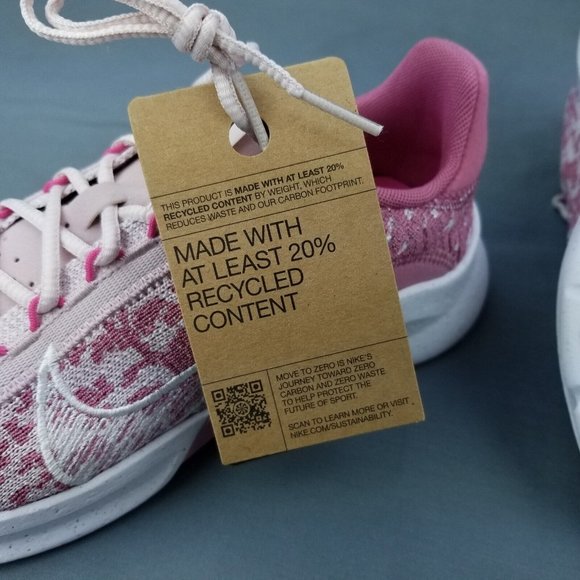 THIS PRODUCT IS MADE WITH AT LEAST 20%
RECYCLED CONTENT BY WEIGHT, WHICH
REDUCES WASTE AND OUR CARBON FOOTPRINT.
MADE WITH
AT LEAST 20%
RECYCLED
CONTENT
MOVE TO ZERO IS NIKE'S
JOURNEY TOWARD ZERO
CARBON AND ZERO WASTE
TO HELP PROTECT THE
FUTURE OF SPORT.
SCAN TO LEARN MORE OR VISIT
NIKE.COM/SUSTAINABILITY.